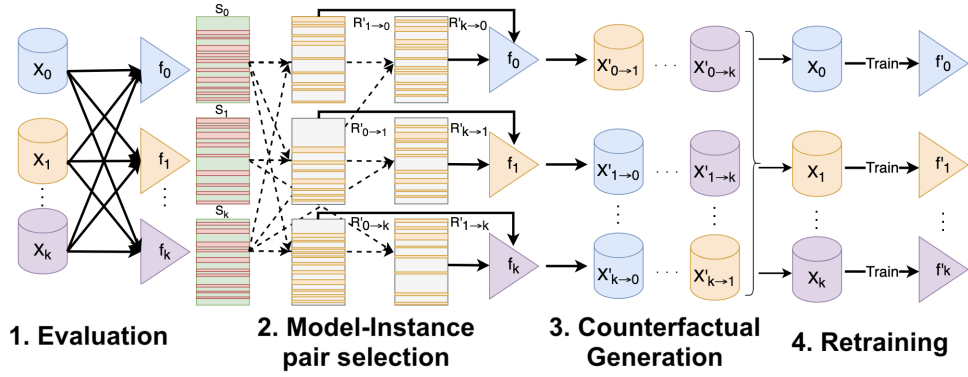 S₀
R'₁→₀
R'ₖ→₀
X₀
f₀
f₀
X'₀→₁
. . .
X'₀→ₖ
X₀
Train
f'₀
S₁
R'₀→₁
R'ₖ→₁
X₁
f₁
f₁
X'₁→₀
. . .
X'₁→ₖ
X₁
Train
f'₁
Sₖ
R'₀→ₖ
R'₁→ₖ
Xₖ
fₖ
fₖ
X'ₖ→₀
. . .
X'ₖ→₁
Xₖ
Train
f'ₖ
1. Evaluation
2. Model-Instance
pair selection
3. Counterfactual
Generation
4. Retraining